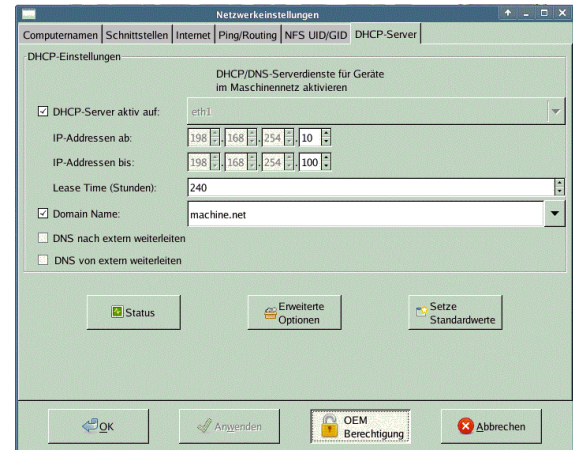 Netzwerkeinstellungen
Computernamen Schnittstellen Internet Ping/Routing NFS UID/GID DHCP-Server
DHCP-Einstellungen
DHCP/DNS-Serverdienste für Geräte
im Maschinennetz aktivieren
DHCP-Server aktiv auf: eth1
IP-Addressen ab: 198 . 168 . 254 . 10
IP-Addressen bis: 198 . 168 . 254 . 100
Lease Time (Stunden): 240
Domain Name: machine.net
DNS nach extern weiterleiten
DNS von extern weiterleiten
Status
Erweiterte
Optionen
Setze
Standardwerte
OK
Anwenden
OEM
Berechtigung
Abbrechen